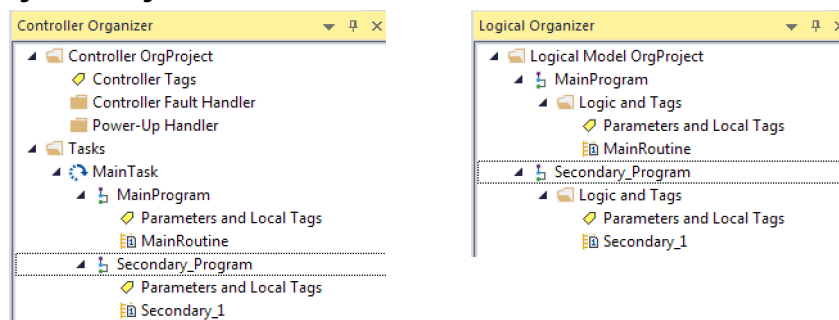 Controller Organizer
Controller OrgProject
Controller Tags
Controller Fault Handler
Power-Up Handler
Tasks
MainTask
MainProgram
Parameters and Local Tags
MainRoutine
Secondary_Program
Parameters and Local Tags
Secondary_1
Logical Organizer
Logical Model OrgProject
MainProgram
Logic and Tags
Parameters and Local Tags
MainRoutine
Secondary_Program
Logic and Tags
Parameters and Local Tags
Secondary_1